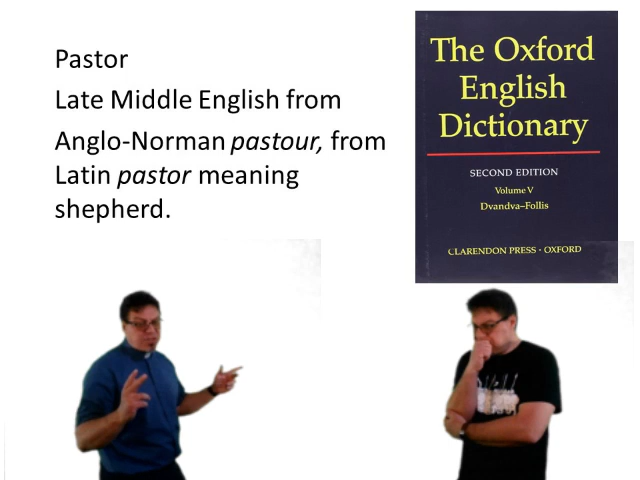 Pastor
Late Middle English from
Anglo-Norman pastour, from
Latin pastor meaning
shepherd.
The Oxford
English
Dictionary
SECOND EDITION
Volume V
Dvandva–Follis
CLARENDON PRESS · OXFORD